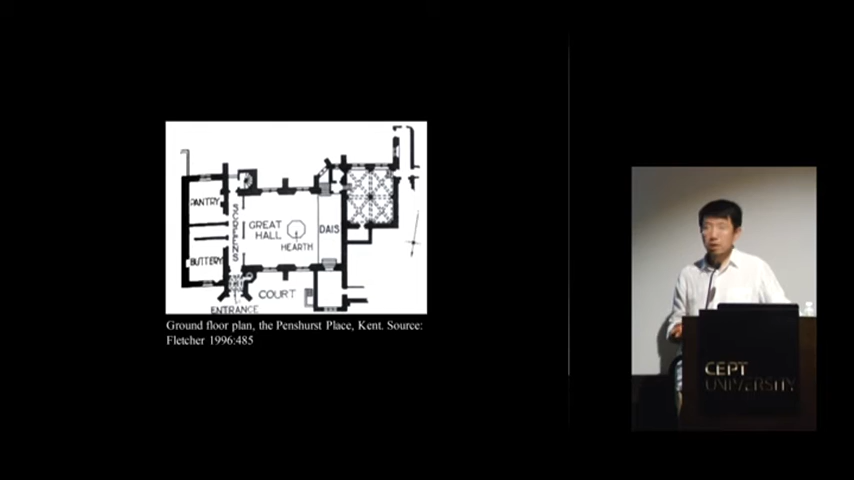 PANTRY
SCREENS
GREAT
HALL
HEARTH
DAIS
BUTTERY
COURT
ENTRANCE
Ground floor plan, the Penshurst Place, Kent. Source:
Fletcher 1996:485
CEPT
UNIVERSITY